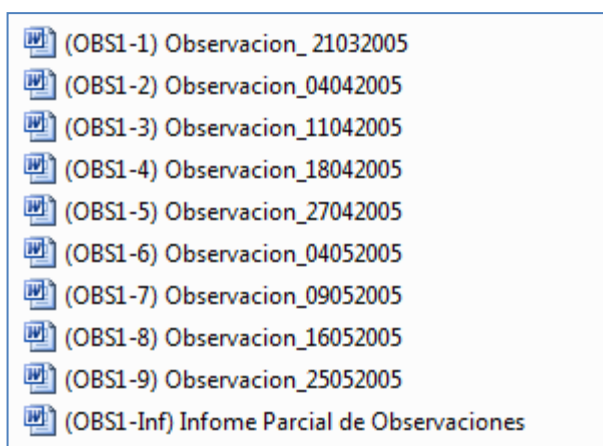 (OBS1-1) Observacion_ 21032005
(OBS1-2) Observacion_04042005
(OBS1-3) Observacion_11042005
(OBS1-4) Observacion_18042005
(OBS1-5) Observacion_27042005
(OBS1-6) Observacion_04052005
(OBS1-7) Observacion_09052005
(OBS1-8) Observacion_16052005
(OBS1-9) Observacion_25052005
(OBS1-Inf) Infome Parcial de Observaciones